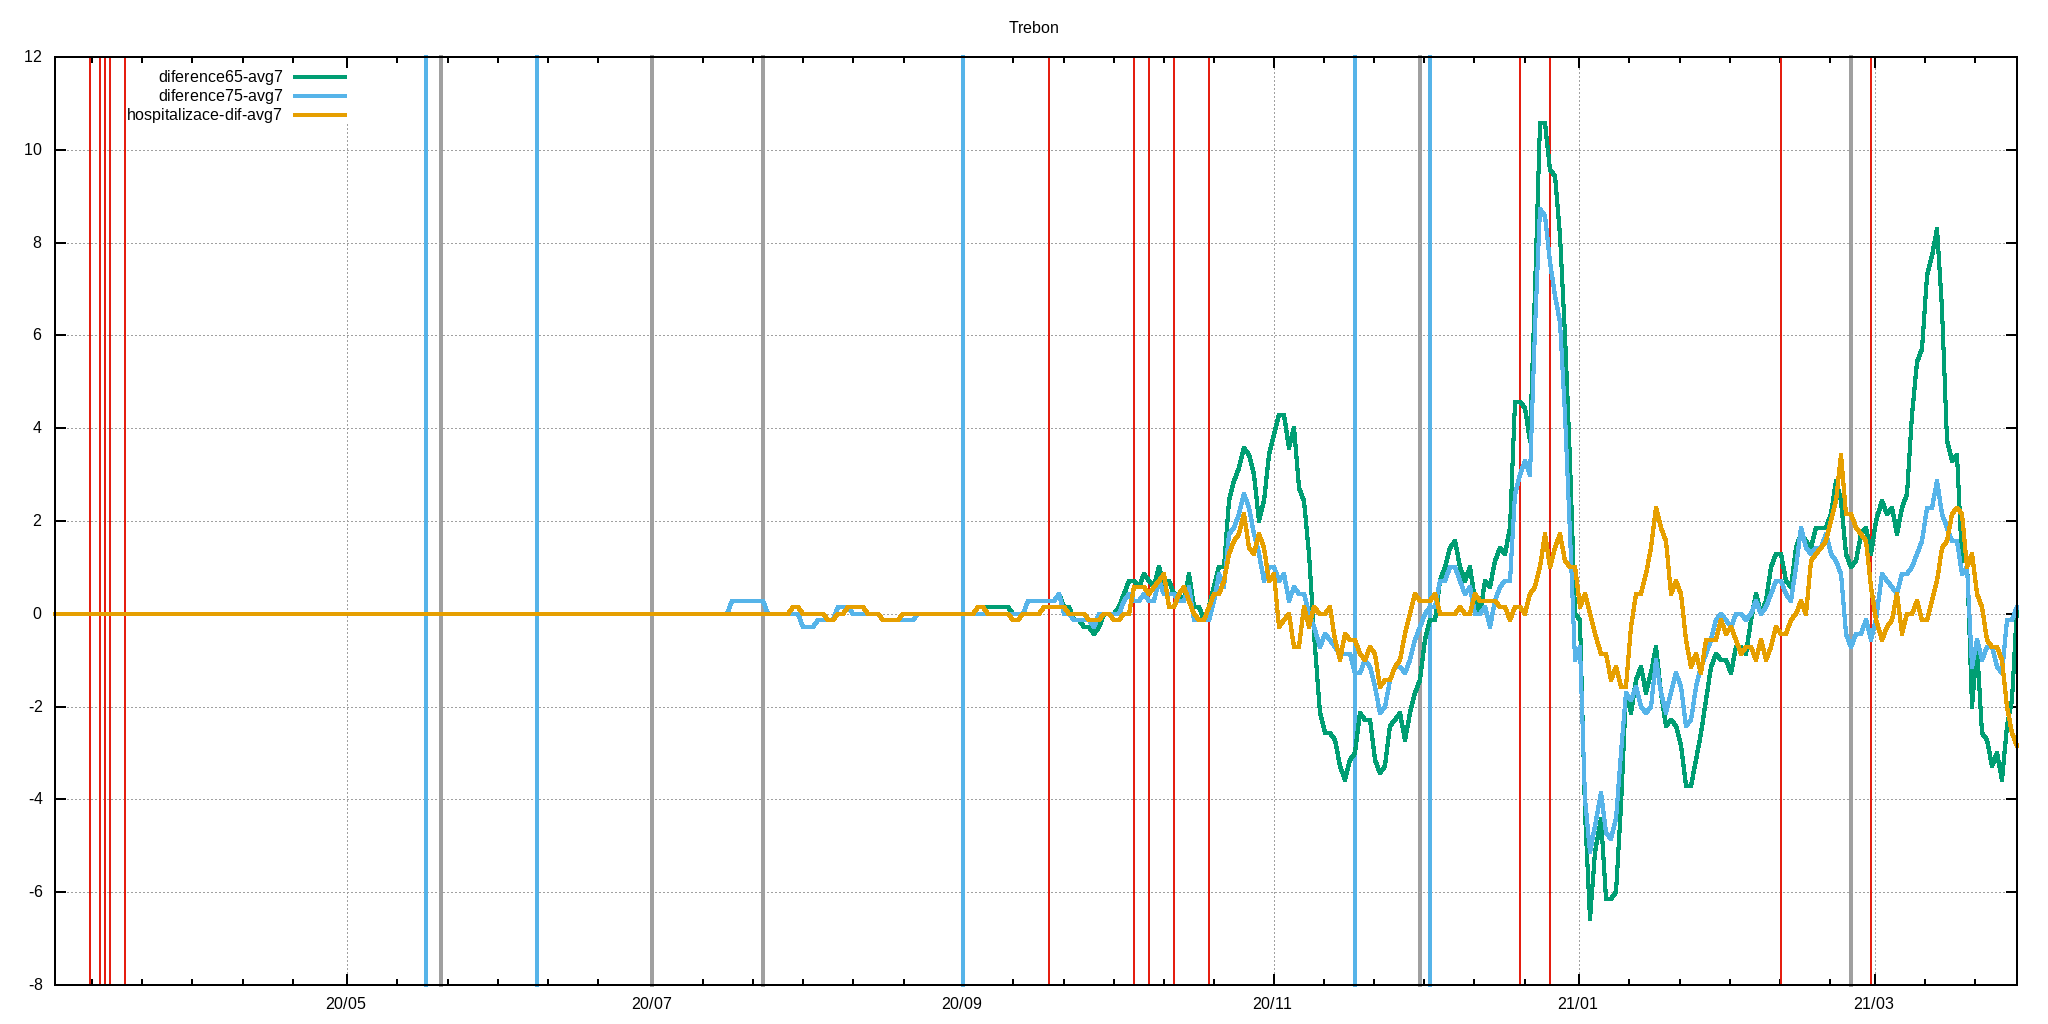 Trebon
12
diference65-avg7
diference75-avg7
hospitalizace-dif-avg7
10
8
6
4
2
0
-2
-4
-6
-8
20/05 20/07 20/09 20/11 21/01 21/03